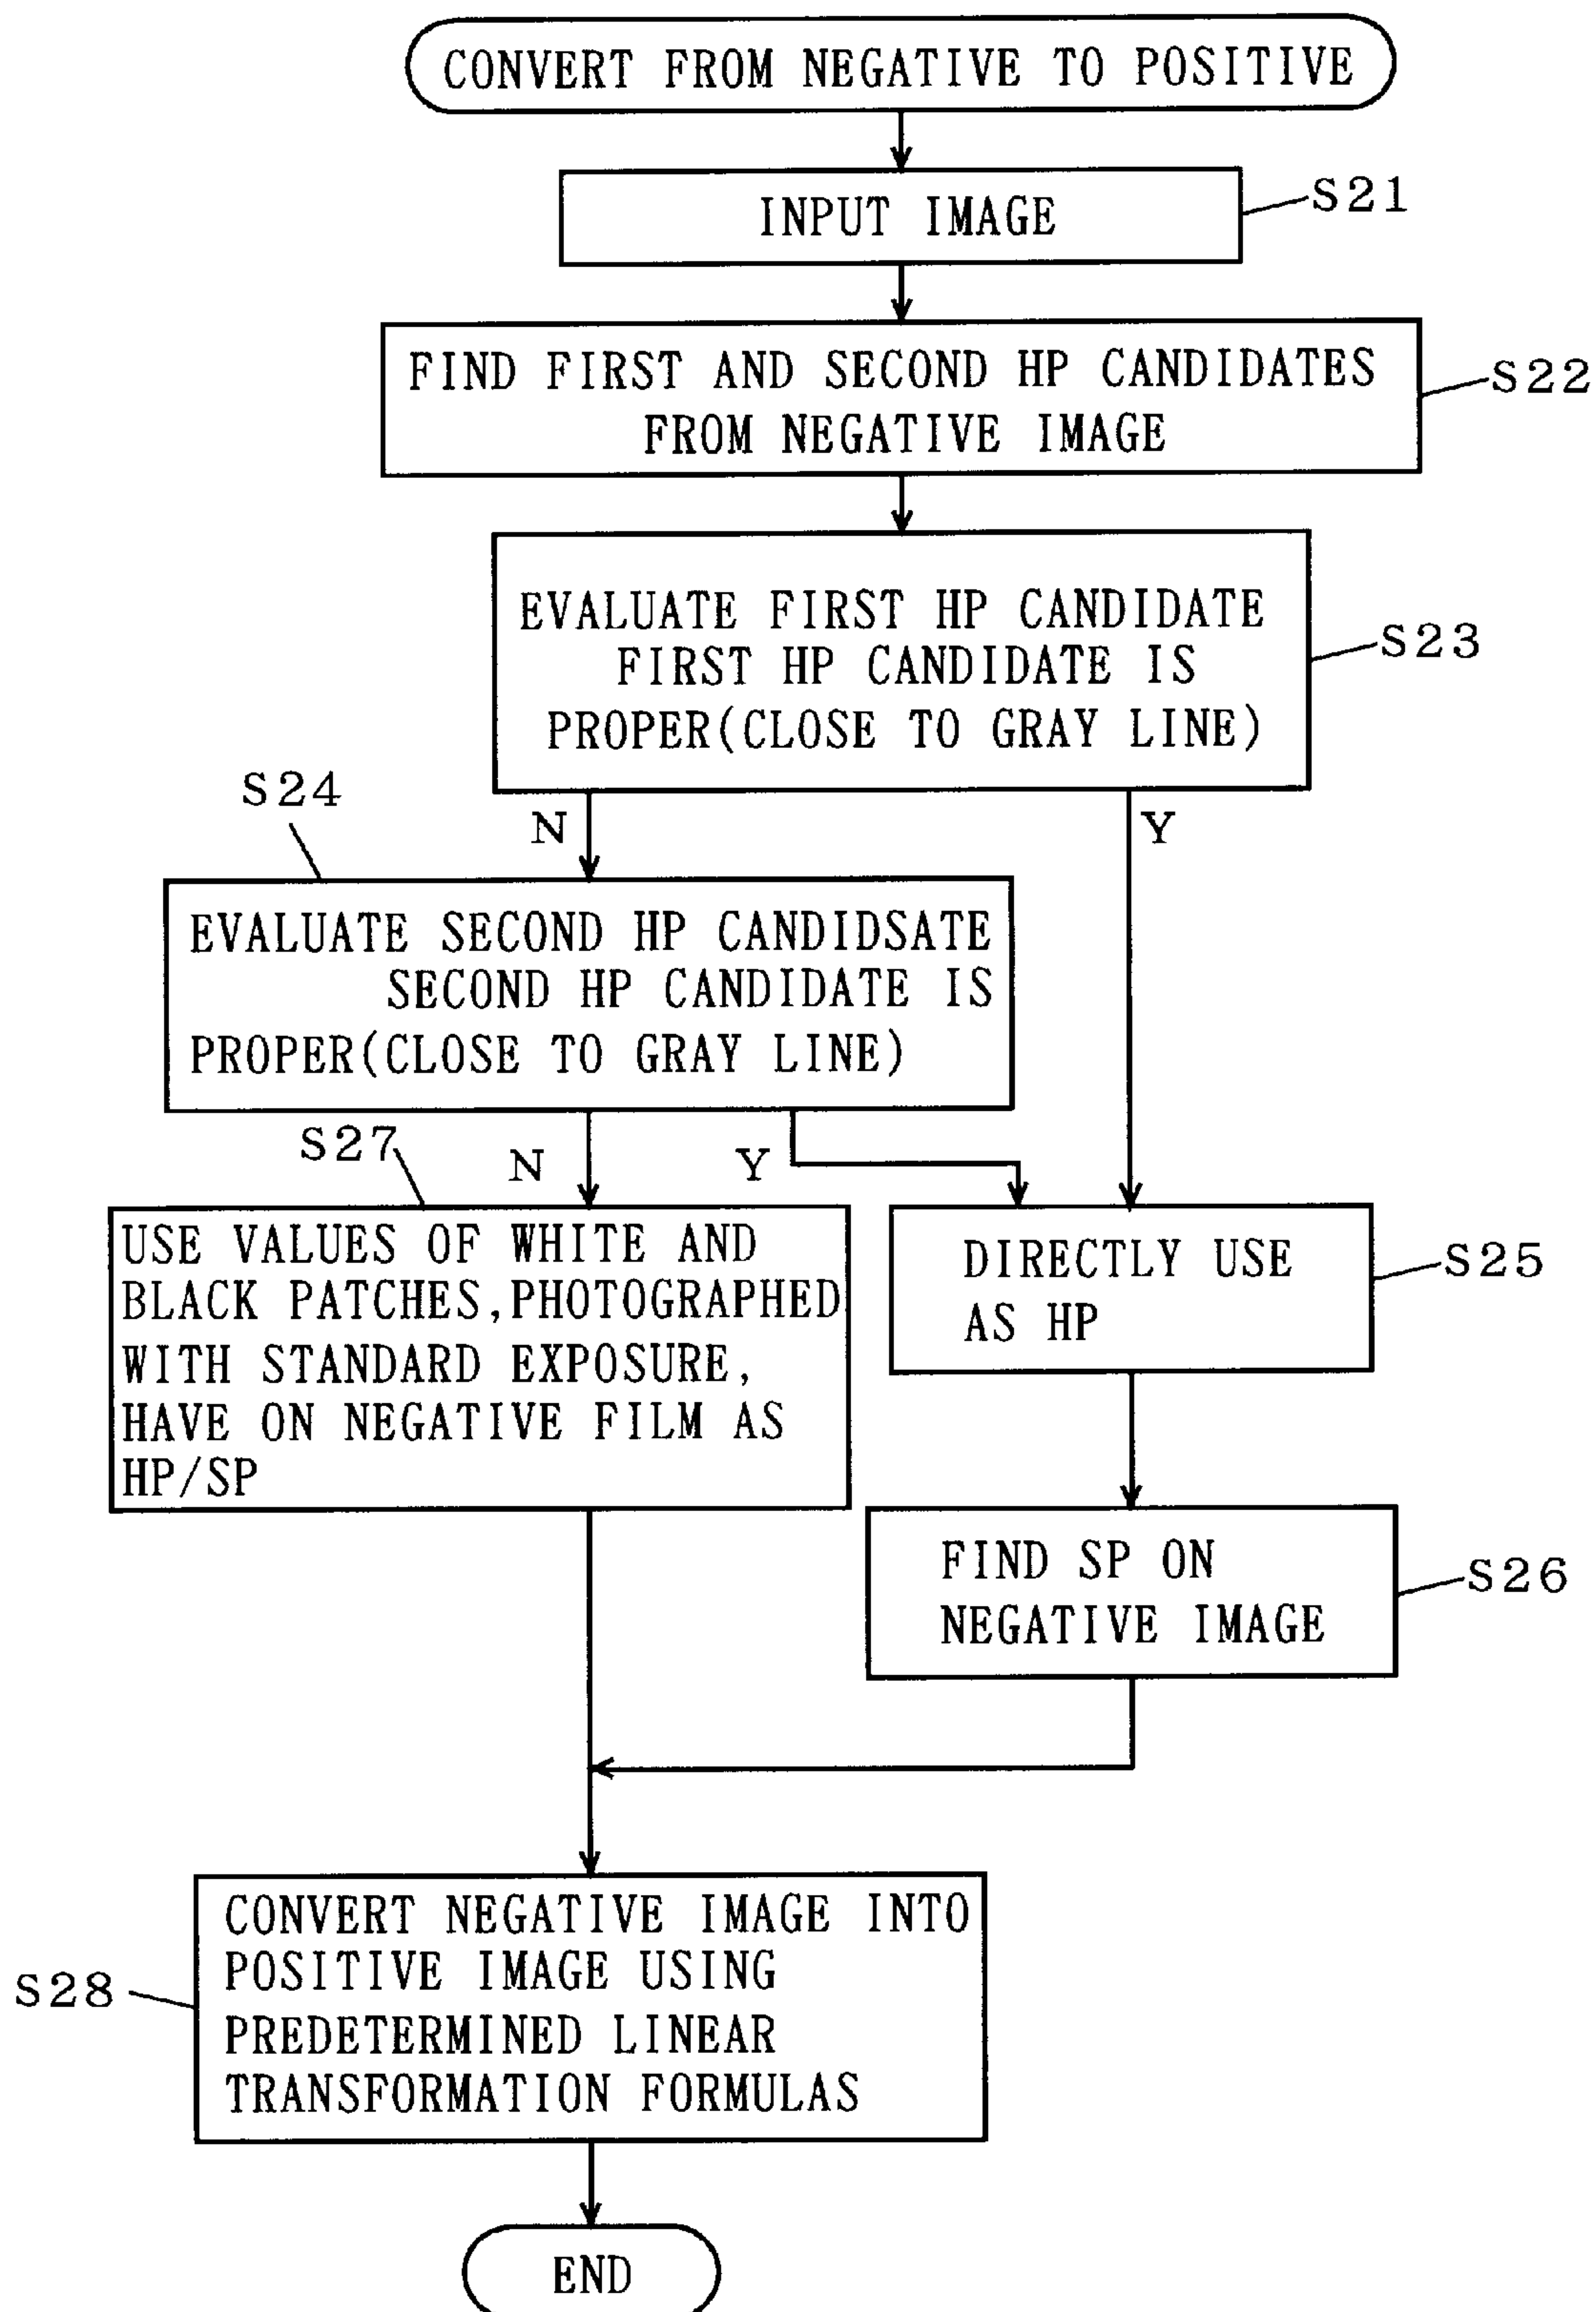 CONVERT FROM NEGATIVE TO POSITIVE
INPUT IMAGE
S21
FIND FIRST AND SECOND HP CANDIDATES
FROM NEGATIVE IMAGE
S22
EVALUATE FIRST HP CANDIDATE
FIRST HP CANDIDATE IS
PROPER(CLOSE TO GRAY LINE)
S23
N
Y
S24
EVALUATE SECOND HP CANDIDSATE
SECOND HP CANDIDATE IS
PROPER(CLOSE TO GRAY LINE)
N
Y
S27
USE VALUES OF WHITE AND
BLACK PATCHES,PHOTOGRAPHED
WITH STANDARD EXPOSURE,
HAVE ON NEGATIVE FILM AS
HP/SP
DIRECTLY USE
AS HP
S25
FIND SP ON
NEGATIVE IMAGE
S26
CONVERT NEGATIVE IMAGE INTO
POSITIVE IMAGE USING
PREDETERMINED LINEAR
TRANSFORMATION FORMULAS
S28
END